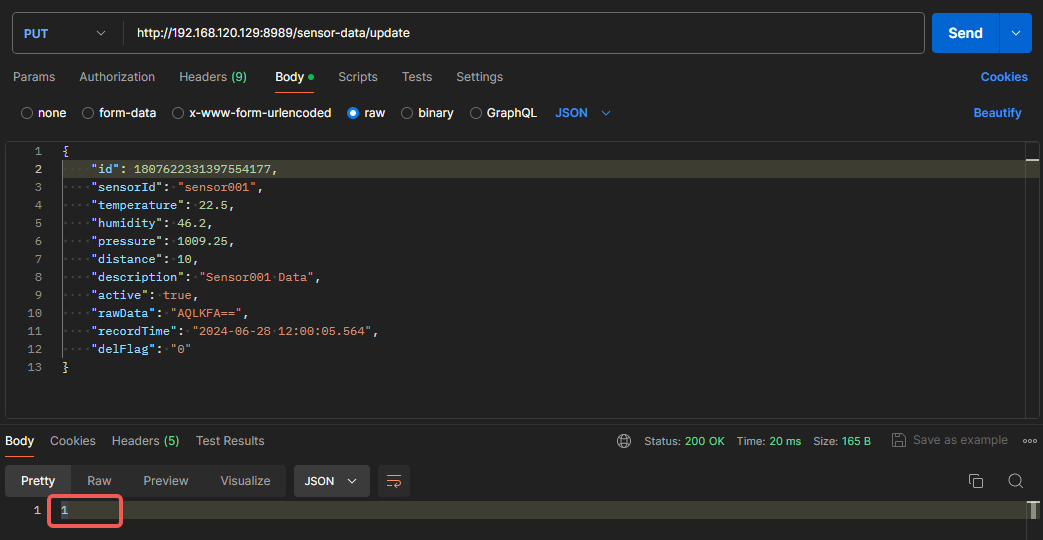 PUT http://192.168.120.129:8989/sensor-data/update Send
Params Authorization Headers (9) Body Scripts Tests Settings Cookies
none form-data x-www-form-urlencoded raw binary GraphQL JSON Beautify
1 {
2 "id": 1807622331397554177,
3 "sensorId": "sensor001",
4 "temperature": 22.5,
5 "humidity": 46.2,
6 "pressure": 1009.25,
7 "distance": 10,
8 "description": "Sensor001 Data",
9 "active": true,
10 "rawData": "AQLKFA==",
11 "recordTime": "2024-06-28 12:00:05.564",
12 "delFlag": "0"
13 }
Body Cookies Headers (5) Test Results Status: 200 OK Time: 20 ms Size: 165 B Save as example
Pretty Raw Preview Visualize JSON
1 1